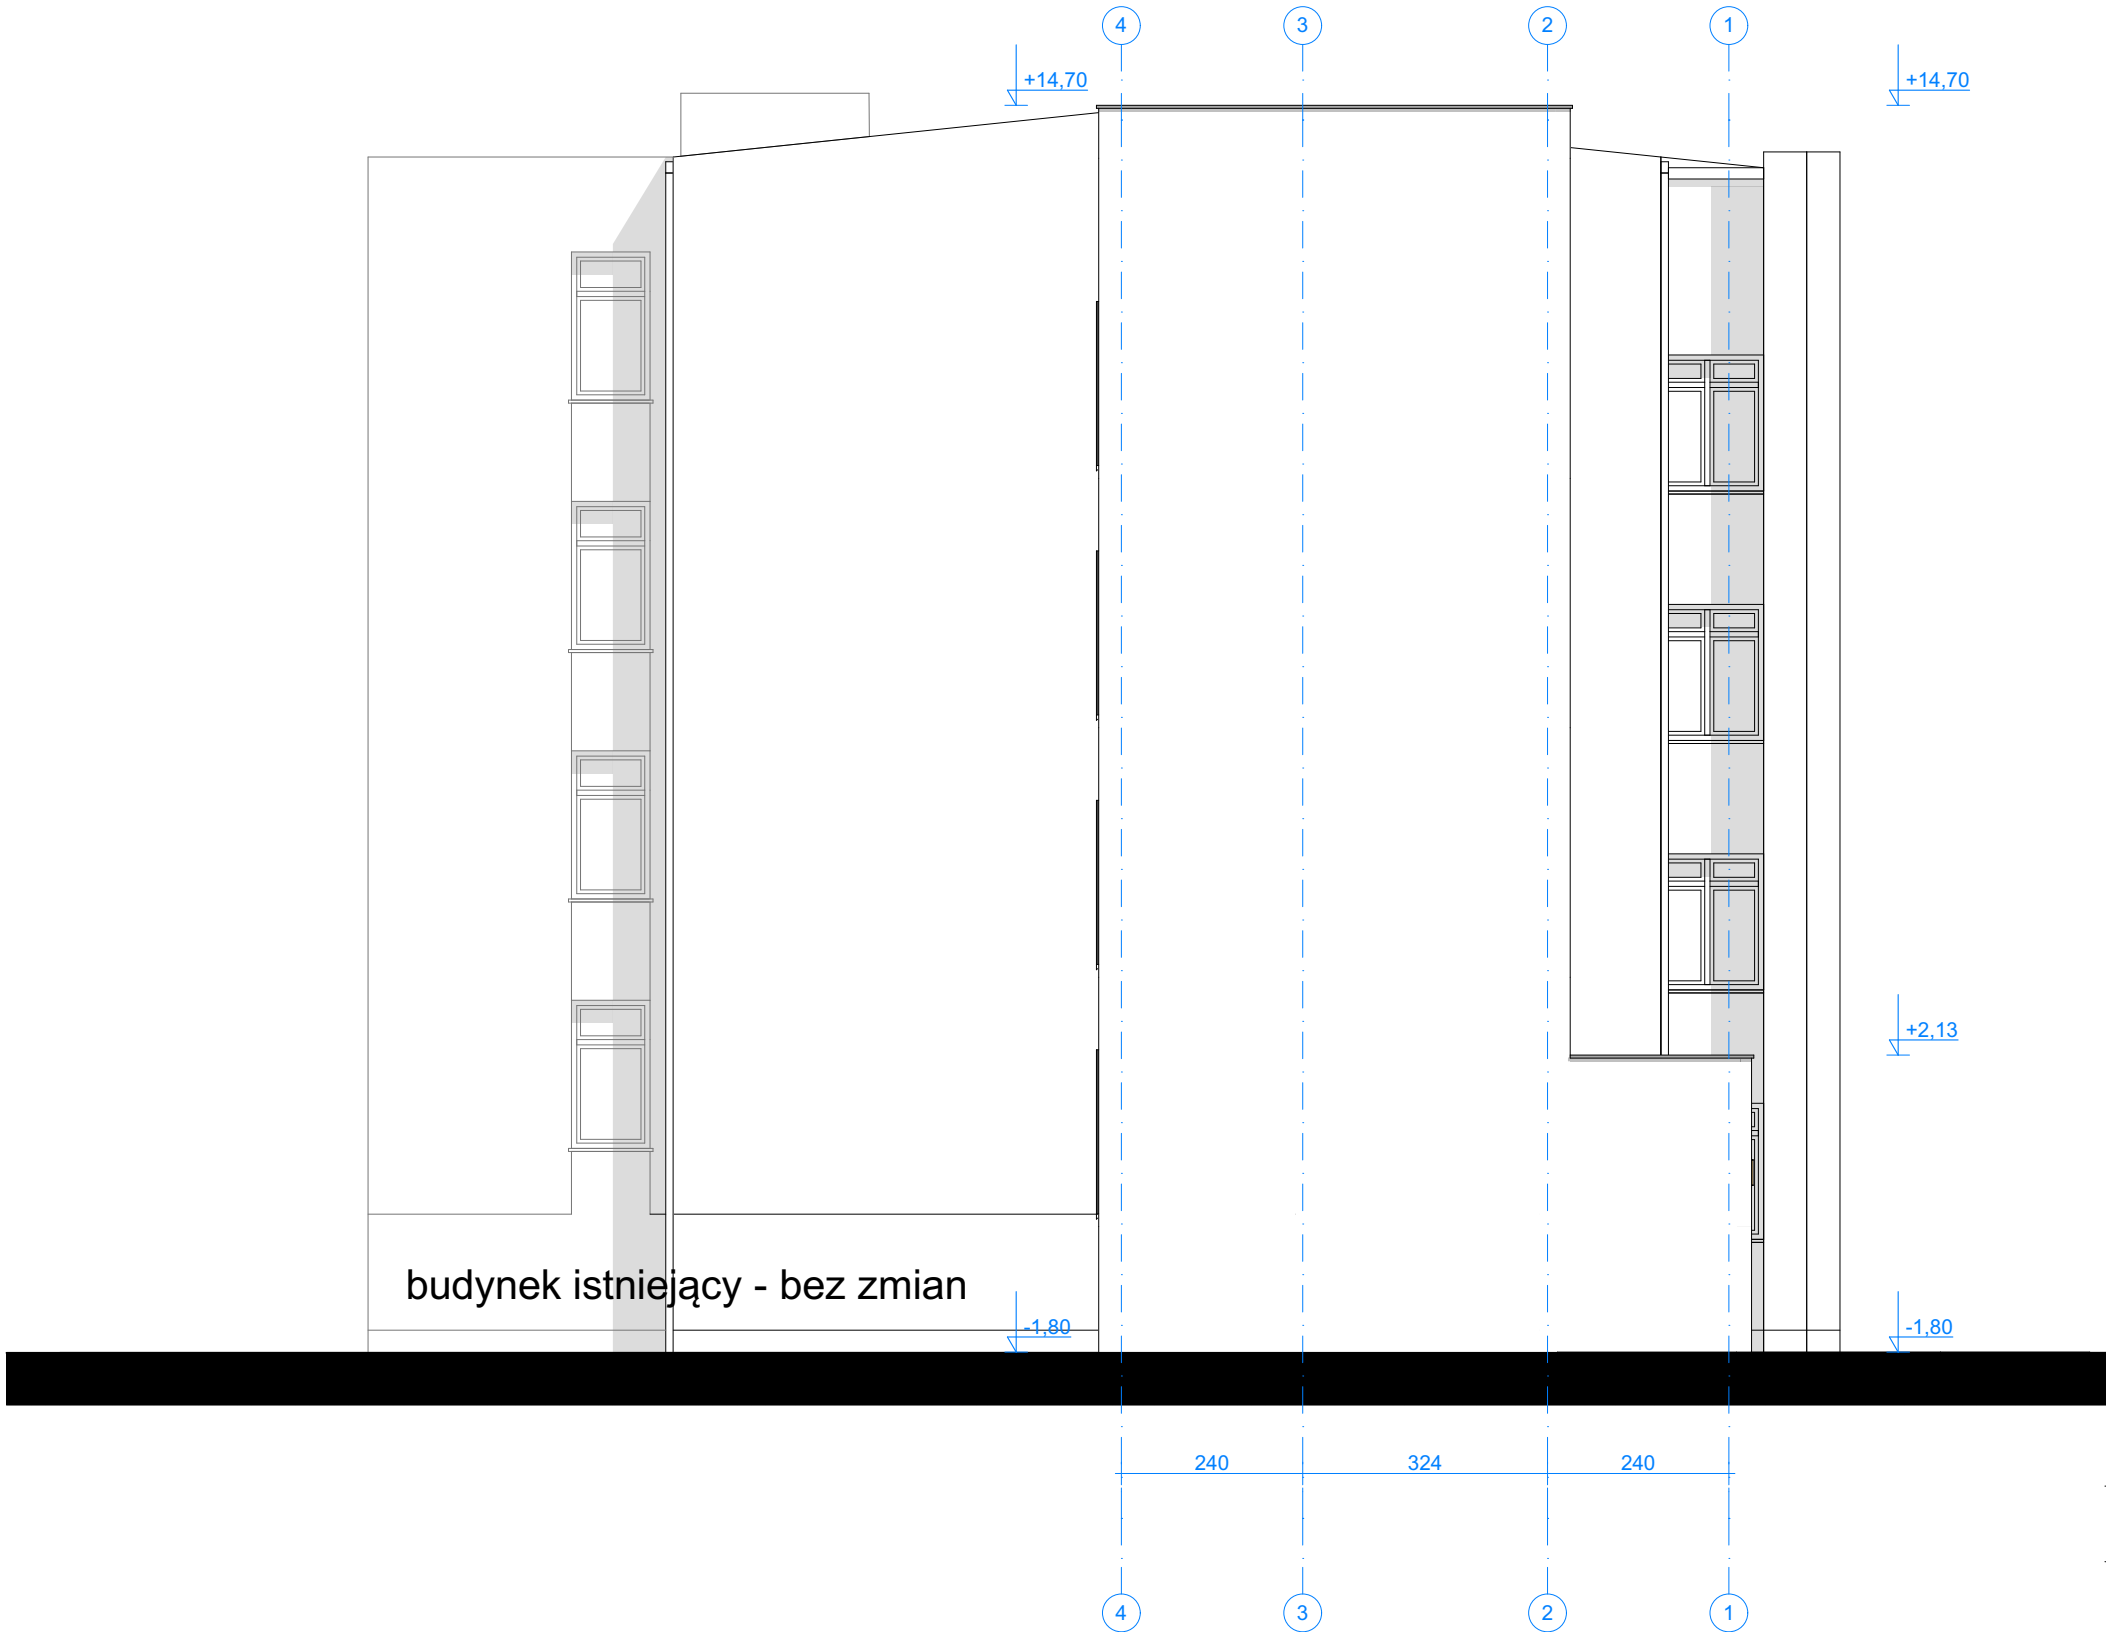 4 3 2 1
+14,70 +14,70
+2,13
budynek istniejący - bez zmian
-1,80 -1,80
240 324 240
4 3 2 1